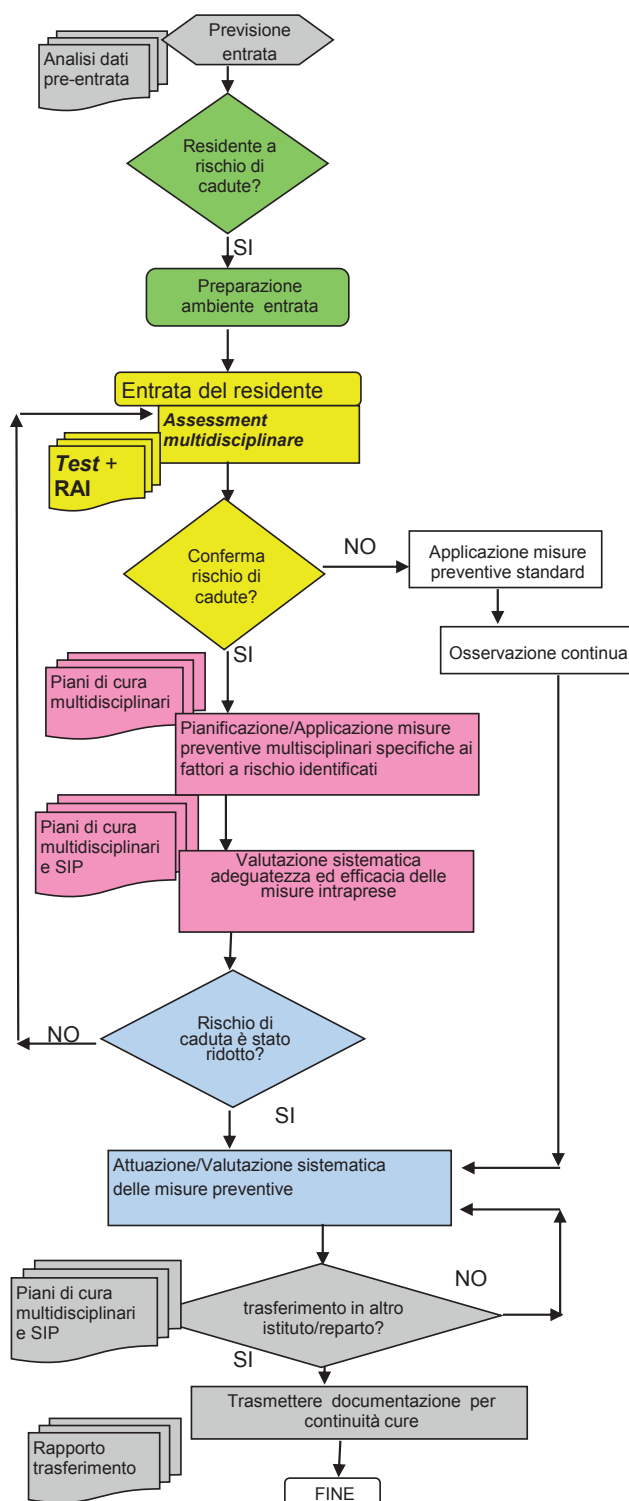 Previsione
entrata
Analisi dati
pre-entrata
Residente a
rischio di
cadute?
SI
Preparazione
ambiente entrata
Entrata del residente
Assessment
multidisciplinare
Test +
RAI
Conferma
rischio di
cadute?
NO
Applicazione misure
preventive standard
Osservazione continua
SI
Piani di cura
multidisciplinari
Pianificazione/Applicazione misure
preventive multisciplinari specifiche ai
fattori a rischio identificati
Piani di cura
multidisciplinari
e SIP
Valutazione sistematica
adeguatezza ed efficacia delle
misure intraprese
Rischio di
caduta è stato
ridotto?
NO
SI
Attuazione/Valutazione sistematica
delle misure preventive
Piani di cura
multidisciplinari
e SIP
trasferimento in altro
istituto/reparto?
NO
SI
Trasmettere documentazione per
continuità cure
Rapporto
trasferimento
FINE